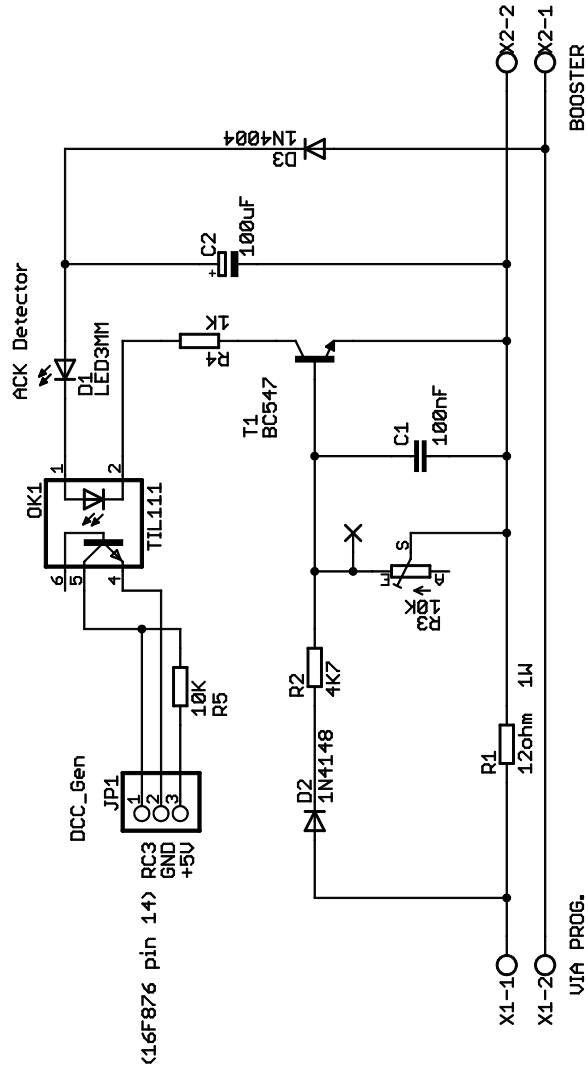 ACK Detector
D1
LED3MM
OK1
TIL111
1
2
6
5
4
R4
1K
C2
100uF
+
D3
1N4004
X2-2
X2-1
BOOSTER
T1
BC547
C1
100nF
R3
10K
E
S
A
R2
4K7
D2
1N4148
R1
12ohm 1W
10K
R5
DCC_Gen
JP1
1
2
3
RC3
GND
+5V
(16F876 pin 14)
X1-1
X1-2
VIA PROG.